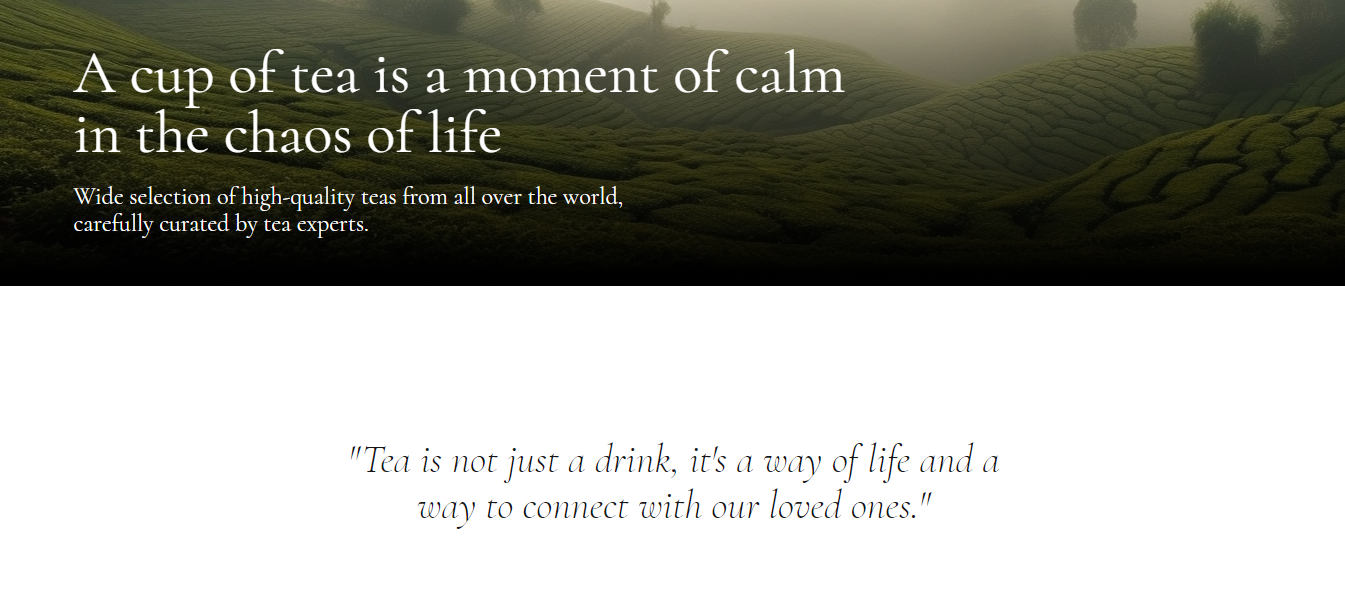 A cup of tea is a moment of calm
in the chaos of life
Wide selection of high-quality teas from all over the world,
carefully curated by tea experts.
"Tea is not just a drink, it's a way of life and a
way to connect with our loved ones."